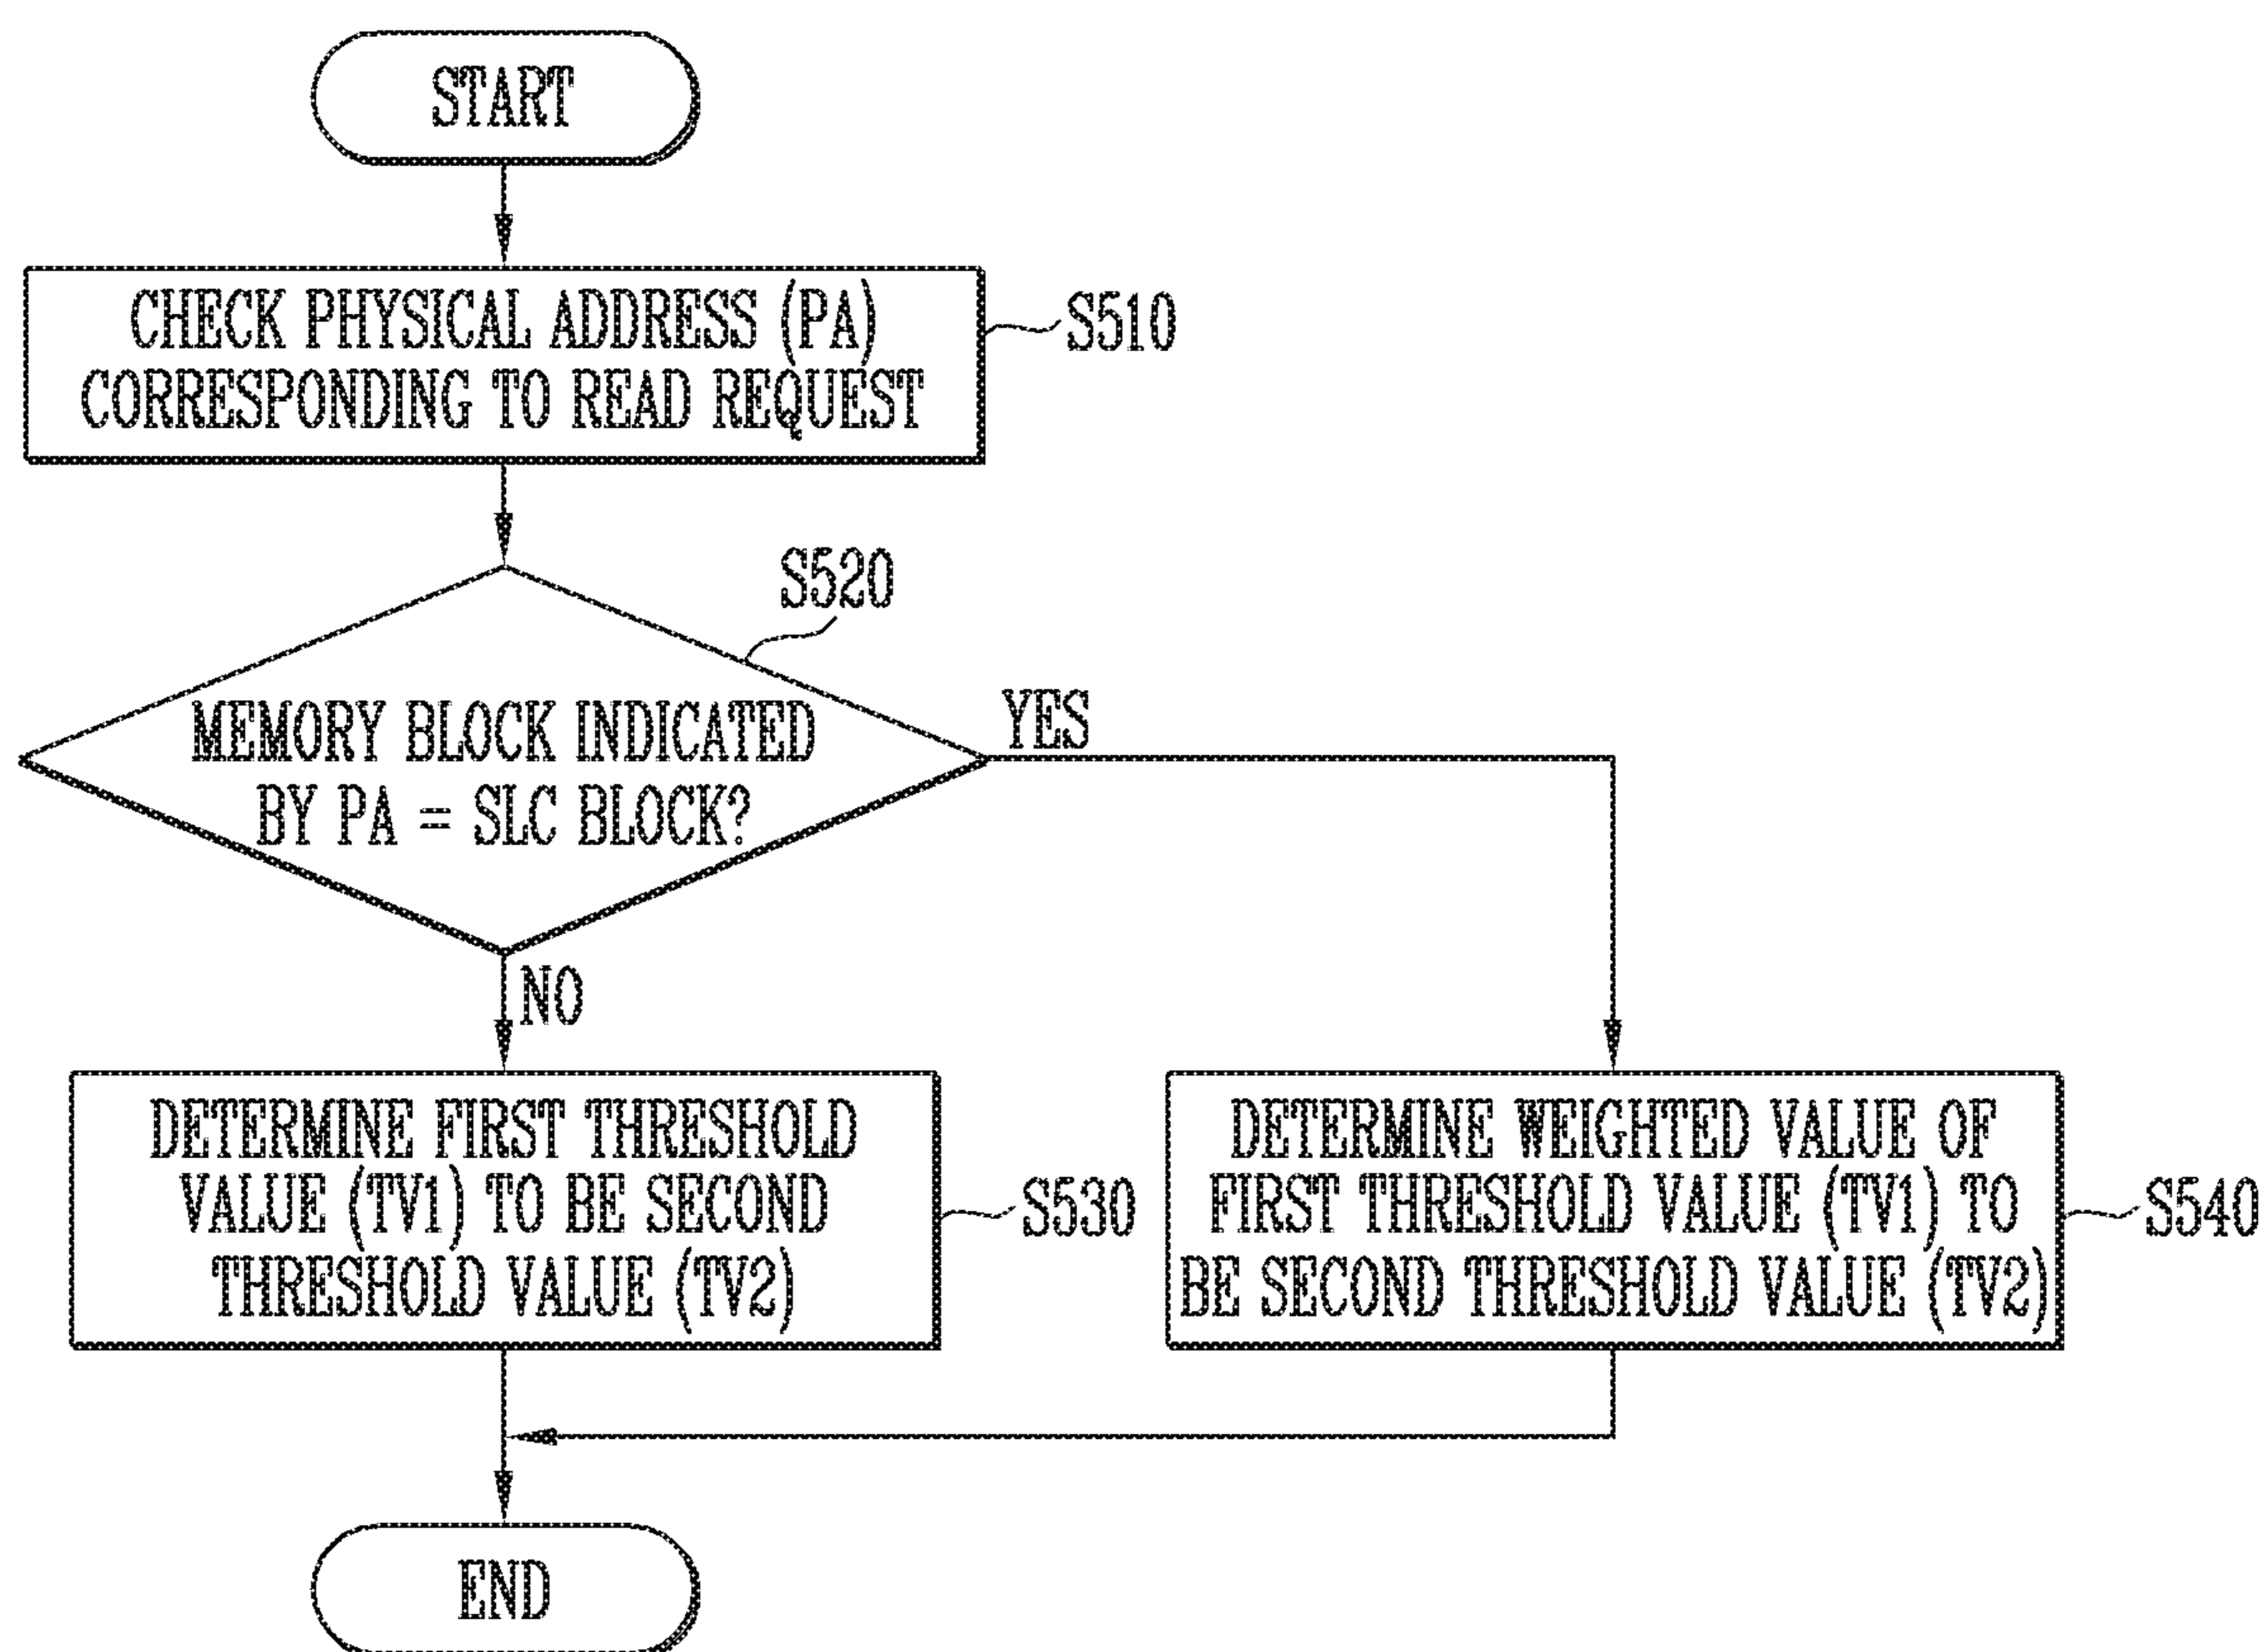 START
CHECK PHYSICAL ADDRESS (PA)
CORRESPONDING TO READ REQUEST
S510
S520
MEMORY BLOCK INDICATED
BY PA = SLC BLOCK?
YES
NO
DETERMINE FIRST THRESHOLD
VALUE (TV1) TO BE SECOND
THRESHOLD VALUE (TV2)
S530
DETERMINE WEIGHTED VALUE OF
FIRST THRESHOLD VALUE (TV1) TO
BE SECOND THRESHOLD VALUE (TV2)
S540
END